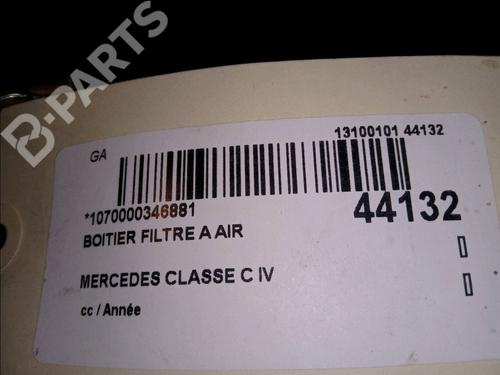 B-PARTS
GA
13100101 44132
*1070000346881
44132
BOITIER FILTRE A AIR
MERCEDES CLASSE C IV
cc / Année